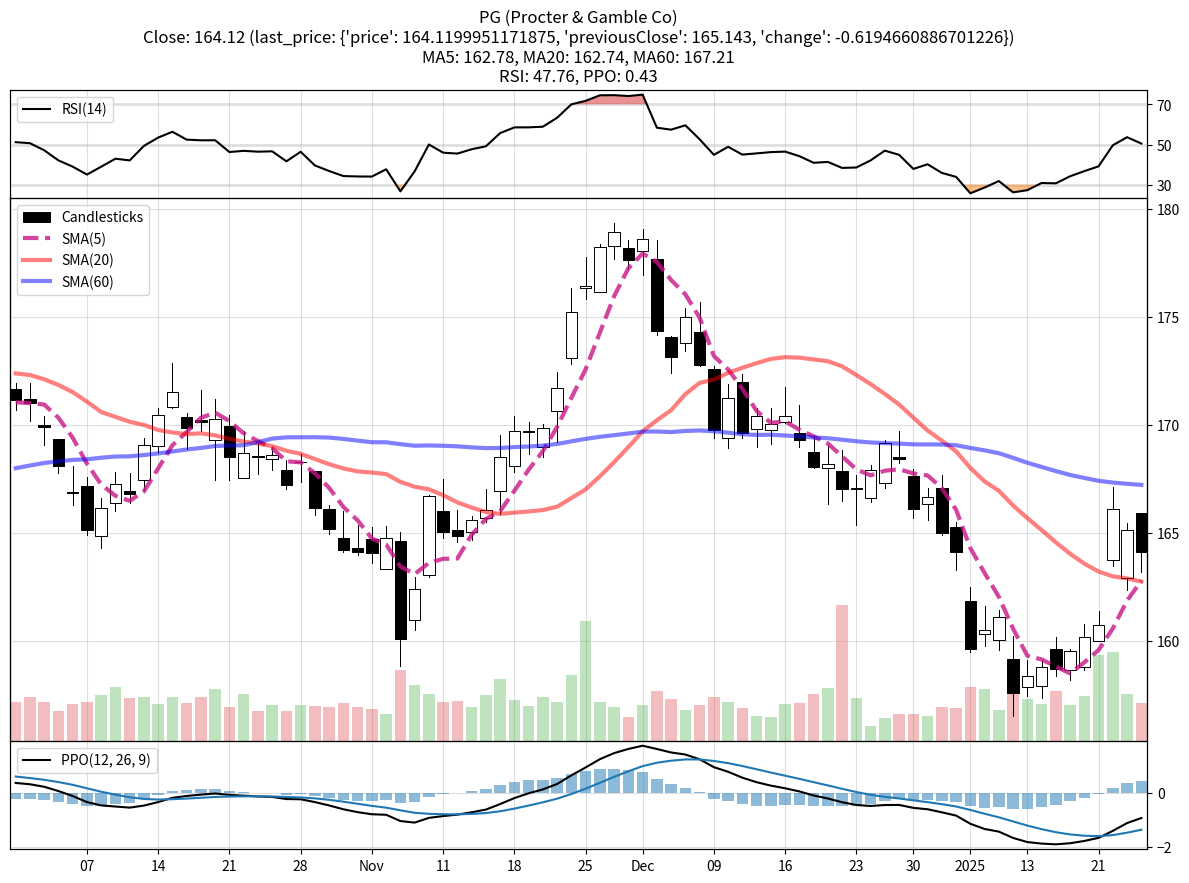 PG (Procter & Gamble Co)
Close: 164.12 (last_price: {'price': 164.1199951171875, 'previousClose': 165.143, 'change': -0.6194660886701226})
MA5: 162.78, MA20: 162.74, MA60: 167.21
RSI: 47.76, PPO: 0.43
RSI(14)
70
50
30
Candlesticks
SMA(5)
SMA(20)
SMA(60)
180
175
170
165
160
PPO(12, 26, 9)
0
−2
07 14 21 28 Nov 11 18 25 Dec 09 16 23 30 2025 13 21